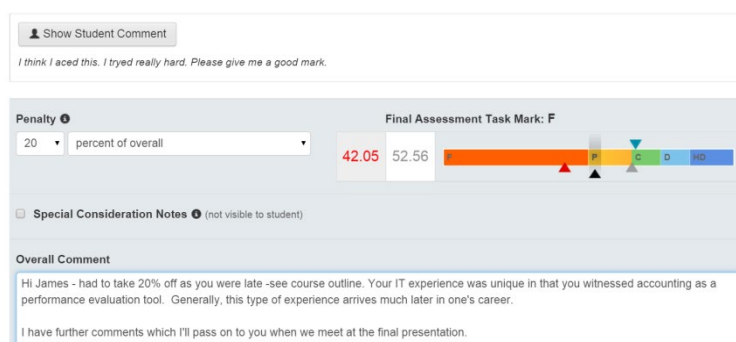 Show Student Comment
I think I aced this. I tryed really hard. Please give me a good mark.
Penalty
Final Assessment Task Mark: F
20 percent of overall
42.05 52.56
F P C D HD
Special Consideration Notes (not visible to student)
Overall Comment
Hi James - had to take 20% off as you were late -see course outline. Your IT experience was unique in that you witnessed accounting as a
performance evaluation tool. Generally, this type of experience arrives much later in one's career.
I have further comments which I'll pass on to you when we meet at the final presentation.